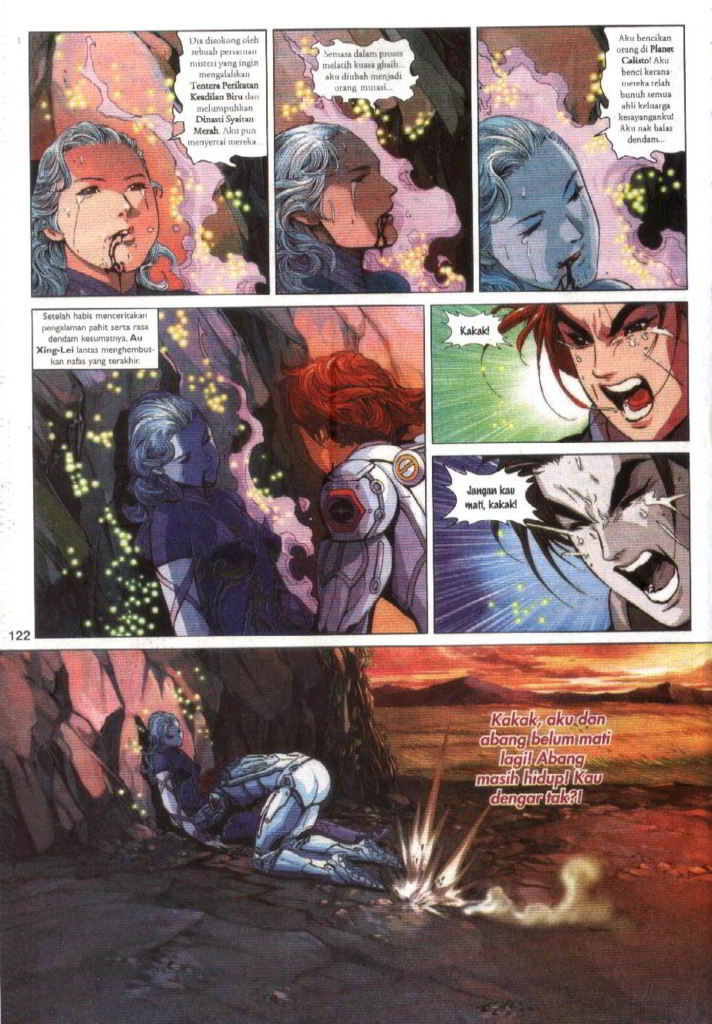 Dia disokong oleh
sebuah persatuan
misteri yang ingin
mengalahkan
Tentera Perikatan
Keadilan Biru dan
melumpuhkan
Dinasti Syaitan
Merah. Aku pun
menyertai mereka...
Semasa dalam proses
melatih kuasa ghaib...
aku diubah menjadi
orang mutasi...
Aku bencikan
orang di Planet
Calisto! Aku
benci kerana
mereka telah
bunuh semua
ahli keluarga
kesayanganku!
Aku nak balas
dendam...
Setelah habis menceritakan
pengalaman pahit serta rasa
dendam kesumatnya, Au
Xing-Lei lantas menghembus-
kan nafas yang terakhir.
Kakak!
Jangan kau
mati, kakak!
122
Kakak, aku dan
abang belum mati
lagi! Abang
masih hidup! Kau
dengar tak?!